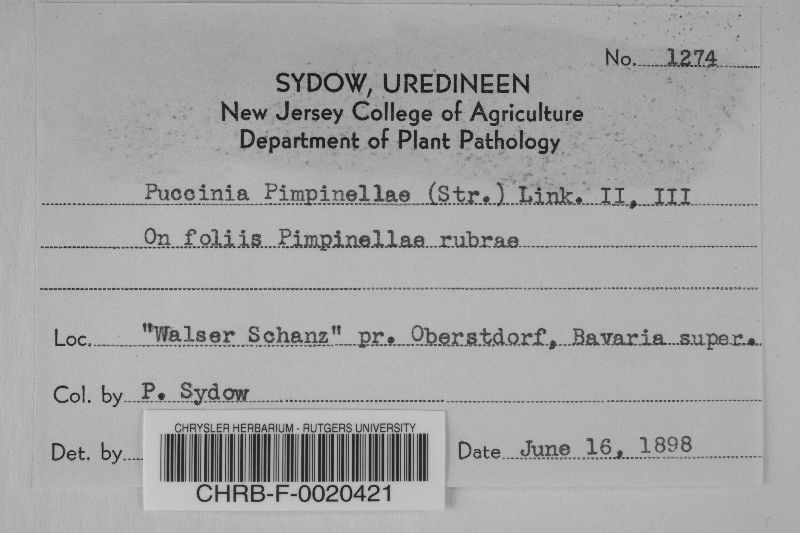 No. 1274
SYDOW, UREDINEEN
New Jersey College of Agriculture
Department of Plant Pathology
Puccinia Pimpinellae (Str.) Link. II, III
On foliis Pimpinellae rubrae
Loc. "Walser Schanz" pr. Oberstdorf, Bavaria super.
Col. by P. Sydow
Det. by
Date June 16, 1898
CHRYSLER HERBARIUM - RUTGERS UNIVERSITY
CHRB-F-0020421